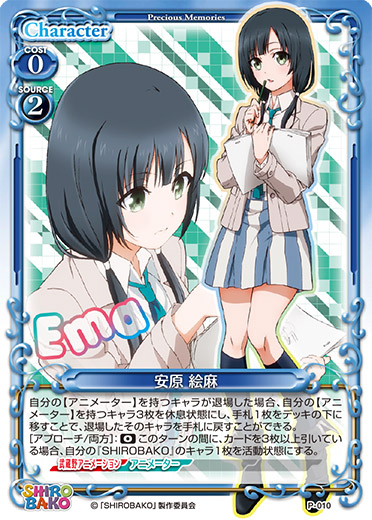 Precious Memories
Character
COST
0
SOURCE
2
Ema
安原 絵麻
自分の【アニメーター】を持つキャラが退場した場合、自分の【アニ
メーター】を持つキャラ3枚を休息状態にし、手札1枚をデッキの下に
移すことで、退場したそのキャラを手札に戻すことができる。
[アプローチ/両方]: このターンの間に、カードを3枚以上引いてい
る場合、自分の「SHIROBAKO」のキャラ1枚を活動状態にする。
武蔵野アニメーション アニメーター
SHIRO
BAKO
©「SHIROBAKO」製作委員会
P-010